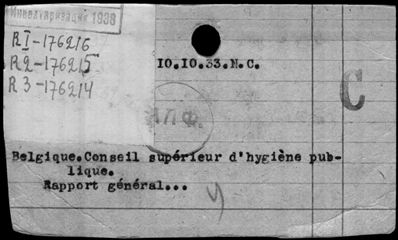 Инвентаризация 1938
R I-176216
R 2-176215
R 3-176214
10.10.33.N.C.
C
Belgique.Conseil supérieur d'hygiène pub-
lique.
Rapport général...